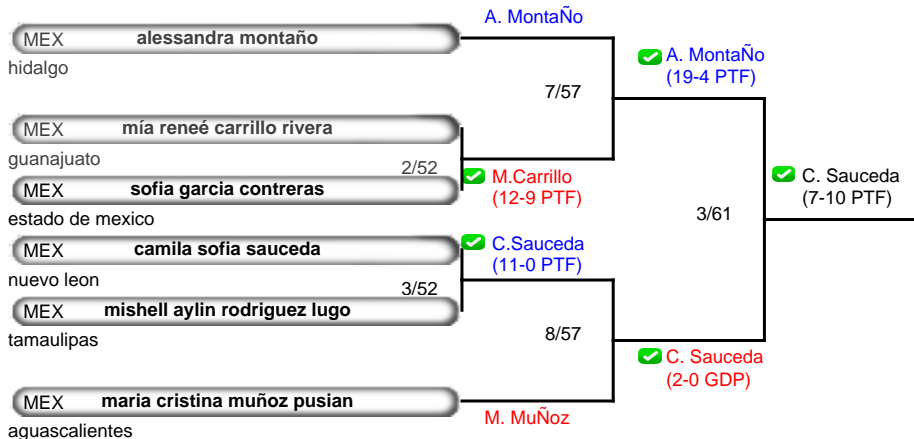 A. MontaÑo
MEX alessandra montaño
hidalgo
A. MontaÑo
(19-4 PTF)
7/57
MEX mía reneé carrillo rivera
guanajuato
2/52
M.Carrillo
(12-9 PTF)
MEX sofia garcia contreras
estado de mexico
C. Sauceda
(7-10 PTF)
3/61
MEX camila sofia sauceda
nuevo leon
C.Sauceda
(11-0 PTF)
3/52
MEX mishell aylin rodriguez lugo
tamaulipas
8/57
C. Sauceda
(2-0 GDP)
MEX maria cristina muñoz pusian
aguascalientes
M. MuÑoz